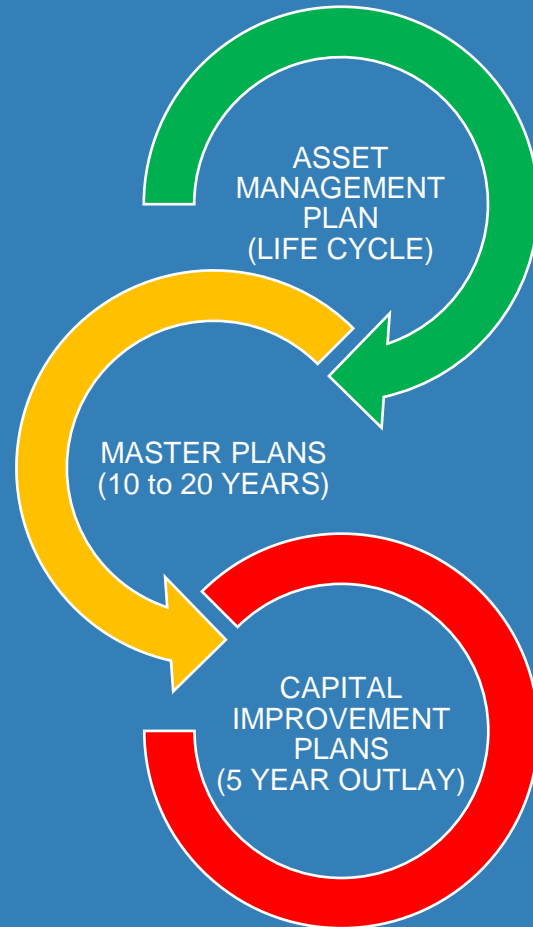 ASSET
MANAGEMENT
PLAN
(LIFE CYCLE)
MASTER PLANS
(10 to 20 YEARS)
CAPITAL
IMPROVEMENT
PLANS
(5 YEAR OUTLAY)